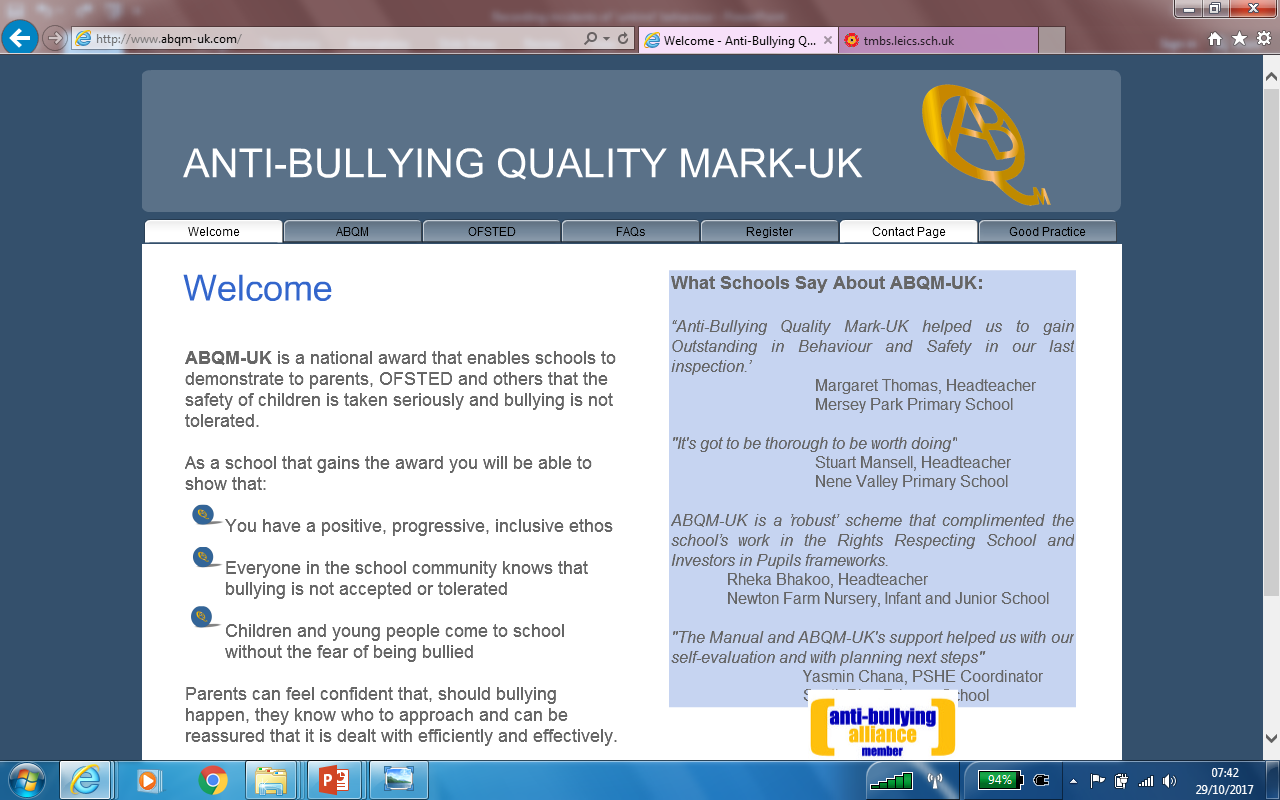 http://www.abqm-uk.com/
Welcome - Anti-Bullying Q...
tmbs.leics.sch.uk
ANTI-BULLYING QUALITY MARK-UK
Welcome
ABQM
OFSTED
FAQs
Register
Contact Page
Good Practice
Welcome
ABQM-UK is a national award that enables schools to
demonstrate to parents, OFSTED and others that the
safety of children is taken seriously and bullying is not
tolerated.
As a school that gains the award you will be able to
show that:
You have a positive, progressive, inclusive ethos
Everyone in the school community knows that
bullying is not accepted or tolerated
Children and young people come to school
without the fear of being bullied
Parents can feel confident that, should bullying
happen, they know who to approach and can be
reassured that it is dealt with efficiently and effectively.
What Schools Say About ABQM-UK:
“Anti-Bullying Quality Mark-UK helped us to gain
Outstanding in Behaviour and Safety in our last
inspection.’
Margaret Thomas, Headteacher
Mersey Park Primary School
"It's got to be thorough to be worth doing"
Stuart Mansell, Headteacher
Nene Valley Primary School
ABQM-UK is a ’robust’ scheme that complimented the
school’s work in the Rights Respecting School and
Investors in Pupils frameworks.
Rheka Bhakoo, Headteacher
Newton Farm Nursery, Infant and Junior School
"The Manual and ABQM-UK's support helped us with our
self-evaluation and with planning next steps"
Yasmin Chana, PSHE Coordinator
School
anti-bullying
alliance
member
94%
07:42
29/10/2017